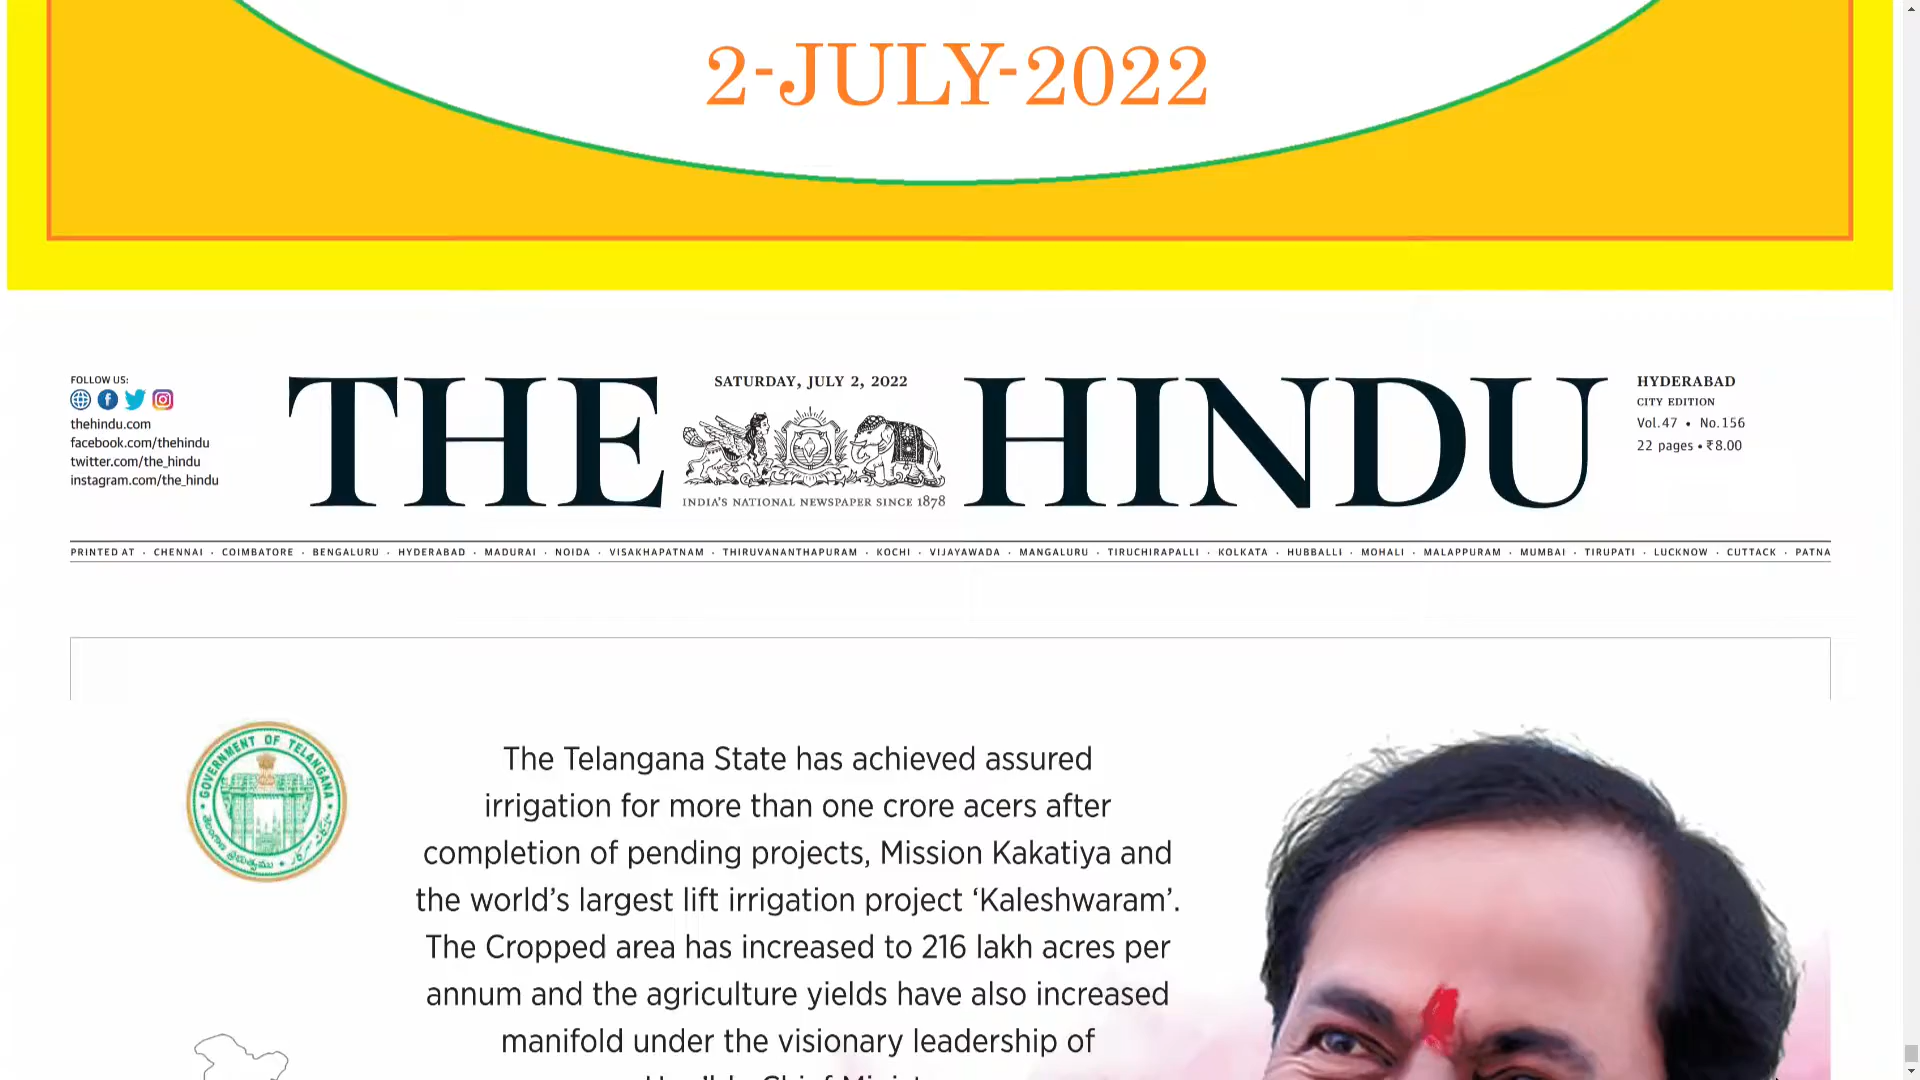 2-JULY-2022
FOLLOW US:
thehindu.com
facebook.com/thehindu
twitter.com/the_hindu
instagram.com/the_hindu
THE HINDU
SATURDAY, JULY 2, 2022
INDIA'S NATIONAL NEWSPAPER SINCE 1878
HYDERABAD
CITY EDITION
Vol.47 • No.156
22 pages • ₹8.00
PRINTED AT · CHENNAI · COIMBATORE · BENGALURU · HYDERABAD · MADURAI · NOIDA · VISAKHAPATNAM · THIRUVANANTHAPURAM · KOCHI · VIJAYAWADA · MANGALURU · TIRUCHIRAPALLI · KOLKATA · HUBBALLI · MOHALI · MALAPPURAM · MUMBAI · TIRUPATI · LUCKNOW · CUTTACK · PATNA
GOVERNMENT OF TELANGANA
The Telangana State has achieved assured
irrigation for more than one crore acers after
completion of pending projects, Mission Kakatiya and
the world’s largest lift irrigation project ‘Kaleshwaram’.
The Cropped area has increased to 216 lakh acres per
annum and the agriculture yields have also increased
manifold under the visionary leadership of